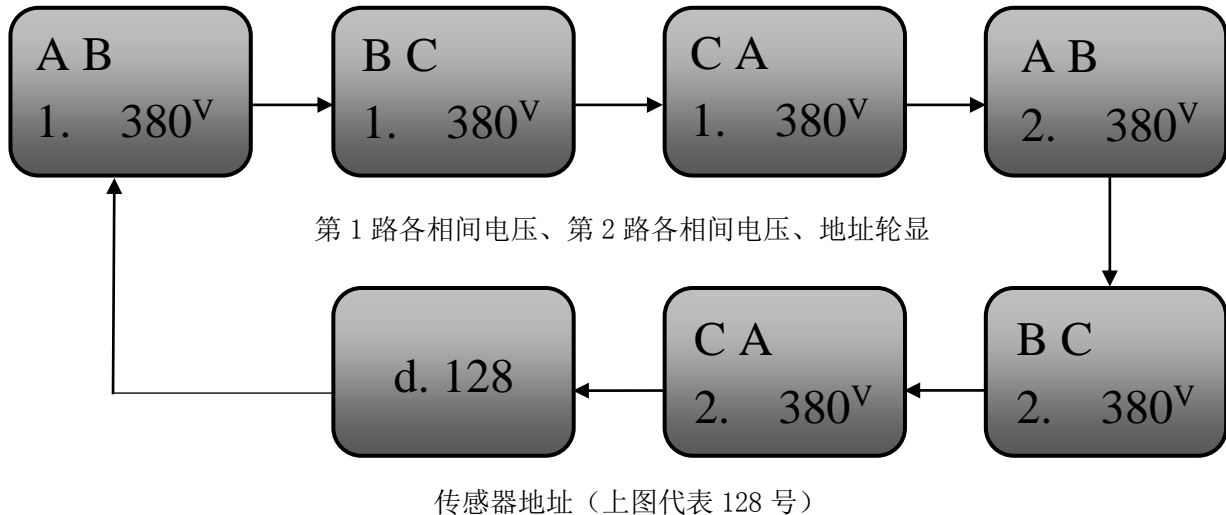 A B
1. 380V
B C
1. 380V
C A
1. 380V
A B
2. 380V
第1路各相间电压、第2路各相间电压、地址轮显
d. 128
C A
2. 380V
B C
2. 380V
传感器地址（上图代表 128 号）